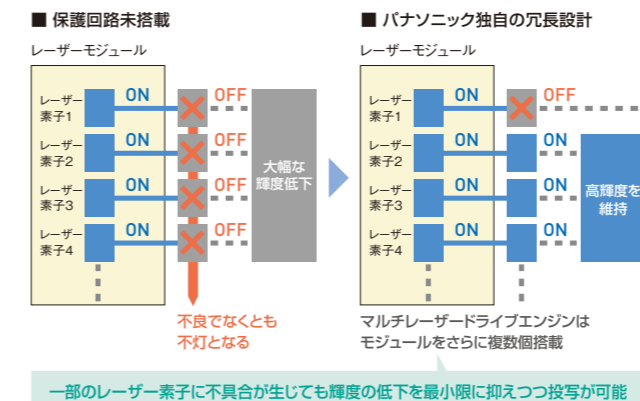 ■ 保護回路未搭載
レーザーモジュール
レーザー
素子1
ON
OFF
レーザー
素子2
ON
OFF
レーザー
素子3
ON
OFF
レーザー
素子4
ON
OFF
大幅な
輝度低下
不良でなくとも
不灯となる
■ パナソニック独自の冗長設計
レーザーモジュール
レーザー
素子1
ON
OFF
レーザー
素子2
ON
ON
レーザー
素子3
ON
ON
レーザー
素子4
ON
ON
高輝度を
維持
マルチレーザードライブエンジンは
モジュールをさらに複数個搭載
一部のレーザー素子に不具合が生じても輝度の低下を最小限に抑えつつ投写が可能